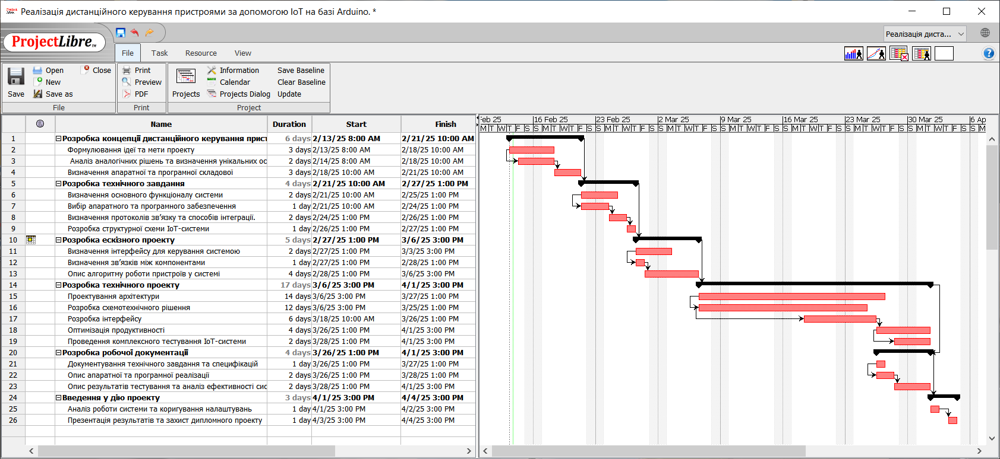 Project Libre. Реалізація дистанційного керування пристроями за допомогою IoT на базі Arduino. *
ProjectLibre™
Реалізація диста...
File Task Resource View
Save Open New Save as Close
File
Print Preview PDF
Print
Projects Information Calendar Projects Dialog Save Baseline Clear Baseline Update
Project
Name Duration Start Finish
eb 25 16 Feb 25 23 Feb 25 2 Mar 25 9 Mar 25 16 Mar 25 23 Mar 25 30 Mar 25 6 Ap
M T W T F S S M T W T F S S M T W T F S S M T W T F S S M T W T F S S M T W T F S S M T W T F S S M T W T F S S M
1 Розробка концепції дистанційного керування прист 6 days 2/13/25 8:00 AM 2/21/25 10:00 AM
2 Формулювання ідеї та мети проекту 3 days 2/13/25 8:00 AM 2/18/25 10:00 AM
3 Аналіз аналогічних рішень та визначення унікальних ос 2 days 2/14/25 8:00 AM 2/18/25 10:00 AM
4 Визначення апаратної та програмної складової 3 days 2/18/25 10:00 AM 2/21/25 10:00 AM
5 Розробка технічного завдання 4 days 2/21/25 10:00 AM 2/27/25 1:00 PM
6 Визначення основного функціоналу системи 2 days 2/21/25 10:00 AM 2/25/25 1:00 PM
7 Вибір апаратного та програмного забезпечення 1 day 2/21/25 10:00 AM 2/24/25 1:00 PM
8 Визначення протоколів зв’язку та способів інтеграції. 2 days 2/24/25 1:00 PM 2/26/25 1:00 PM
9 Розробка структурної схеми IoT-системи 1 day 2/26/25 1:00 PM 2/27/25 1:00 PM
10 Розробка ескізного проекту 5 days 2/27/25 1:00 PM 3/6/25 3:00 PM
11 Визначення інтерфейсу для керування системою 2 days 2/27/25 1:00 PM 3/3/25 3:00 PM
12 Визначення зв’язків між компонентами 1 day 2/27/25 1:00 PM 2/28/25 1:00 PM
13 Опис алгоритму роботи пристроїв у системі 4 days 2/28/25 1:00 PM 3/6/25 3:00 PM
14 Розробка технічного проекту 17 days 3/6/25 3:00 PM 4/1/25 3:00 PM
15 Проектування архітектури 14 days 3/6/25 3:00 PM 3/27/25 1:00 PM
16 Розробка схемотехнічного рішення 12 days 3/6/25 3:00 PM 3/25/25 1:00 PM
17 Розробка інтерфейсу 6 days 3/18/25 10:00 AM 3/26/25 1:00 PM
18 Оптимізація продуктивності 4 days 3/26/25 1:00 PM 4/1/25 3:00 PM
19 Проведення комплексного тестування IoT-системи 2 days 3/28/25 1:00 PM 4/1/25 3:00 PM
20 Розробка робочої документації 4 days 3/26/25 1:00 PM 4/1/25 3:00 PM
21 Документування технічного завдання та специфікацій 1 day 3/26/25 1:00 PM 3/27/25 1:00 PM
22 Опис апаратної та програмної реалізації 2 days 3/26/25 1:00 PM 3/28/25 1:00 PM
23 Опис результатів тестування та аналіз ефективності сис 2 days 3/28/25 1:00 PM 4/1/25 3:00 PM
24 Введення у дію проекту 3 days 4/1/25 3:00 PM 4/4/25 3:00 PM
25 Аналіз роботи системи та коригування налаштувань 1 day 4/1/25 3:00 PM 4/2/25 3:00 PM
26 Презентація результатів та захист дипломного проекту 1 day 4/3/25 3:00 PM 4/4/25 3:00 PM